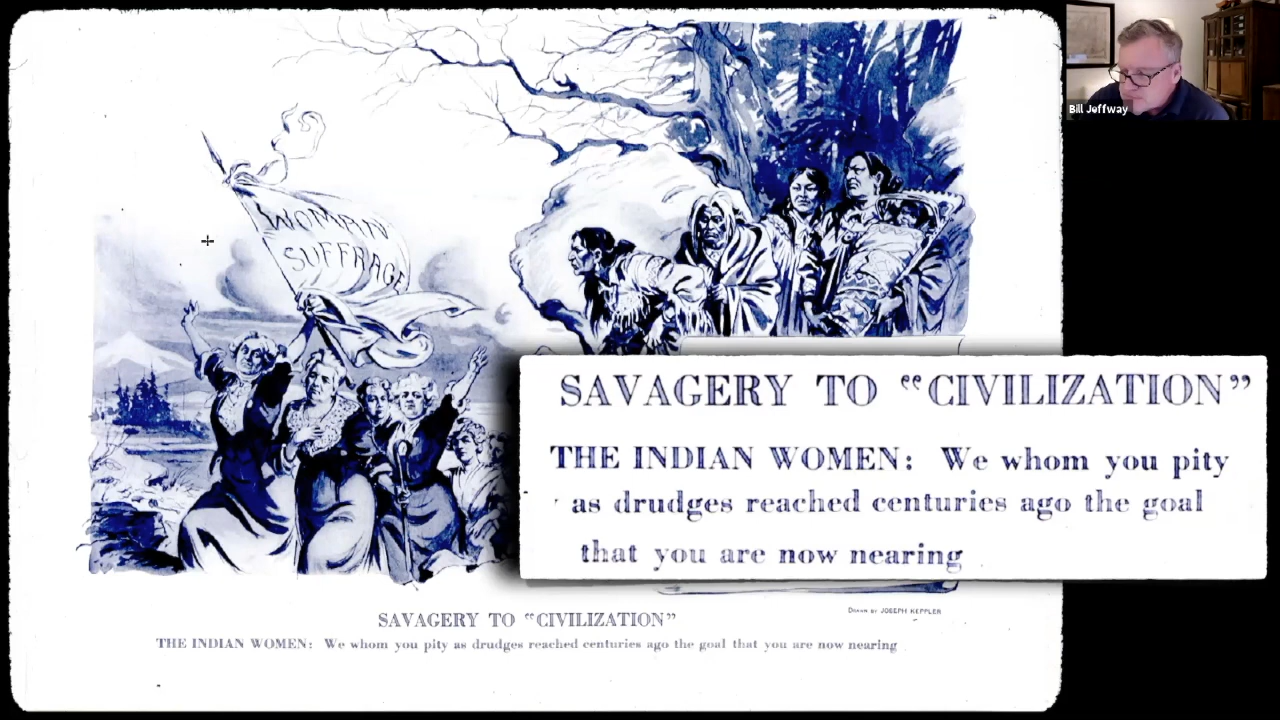 Bill Jeffway
WOMAN
SUFFRAGE
SAVAGERY TO “CIVILIZATION”
THE INDIAN WOMEN: We whom you pity
as drudges reached centuries ago the goal
that you are now nearing
DRAWN BY JOSEPH KEPPLER
SAVAGERY TO “CIVILIZATION”
THE INDIAN WOMEN: We whom you pity as drudges reached centuries ago the goal that you are now nearing